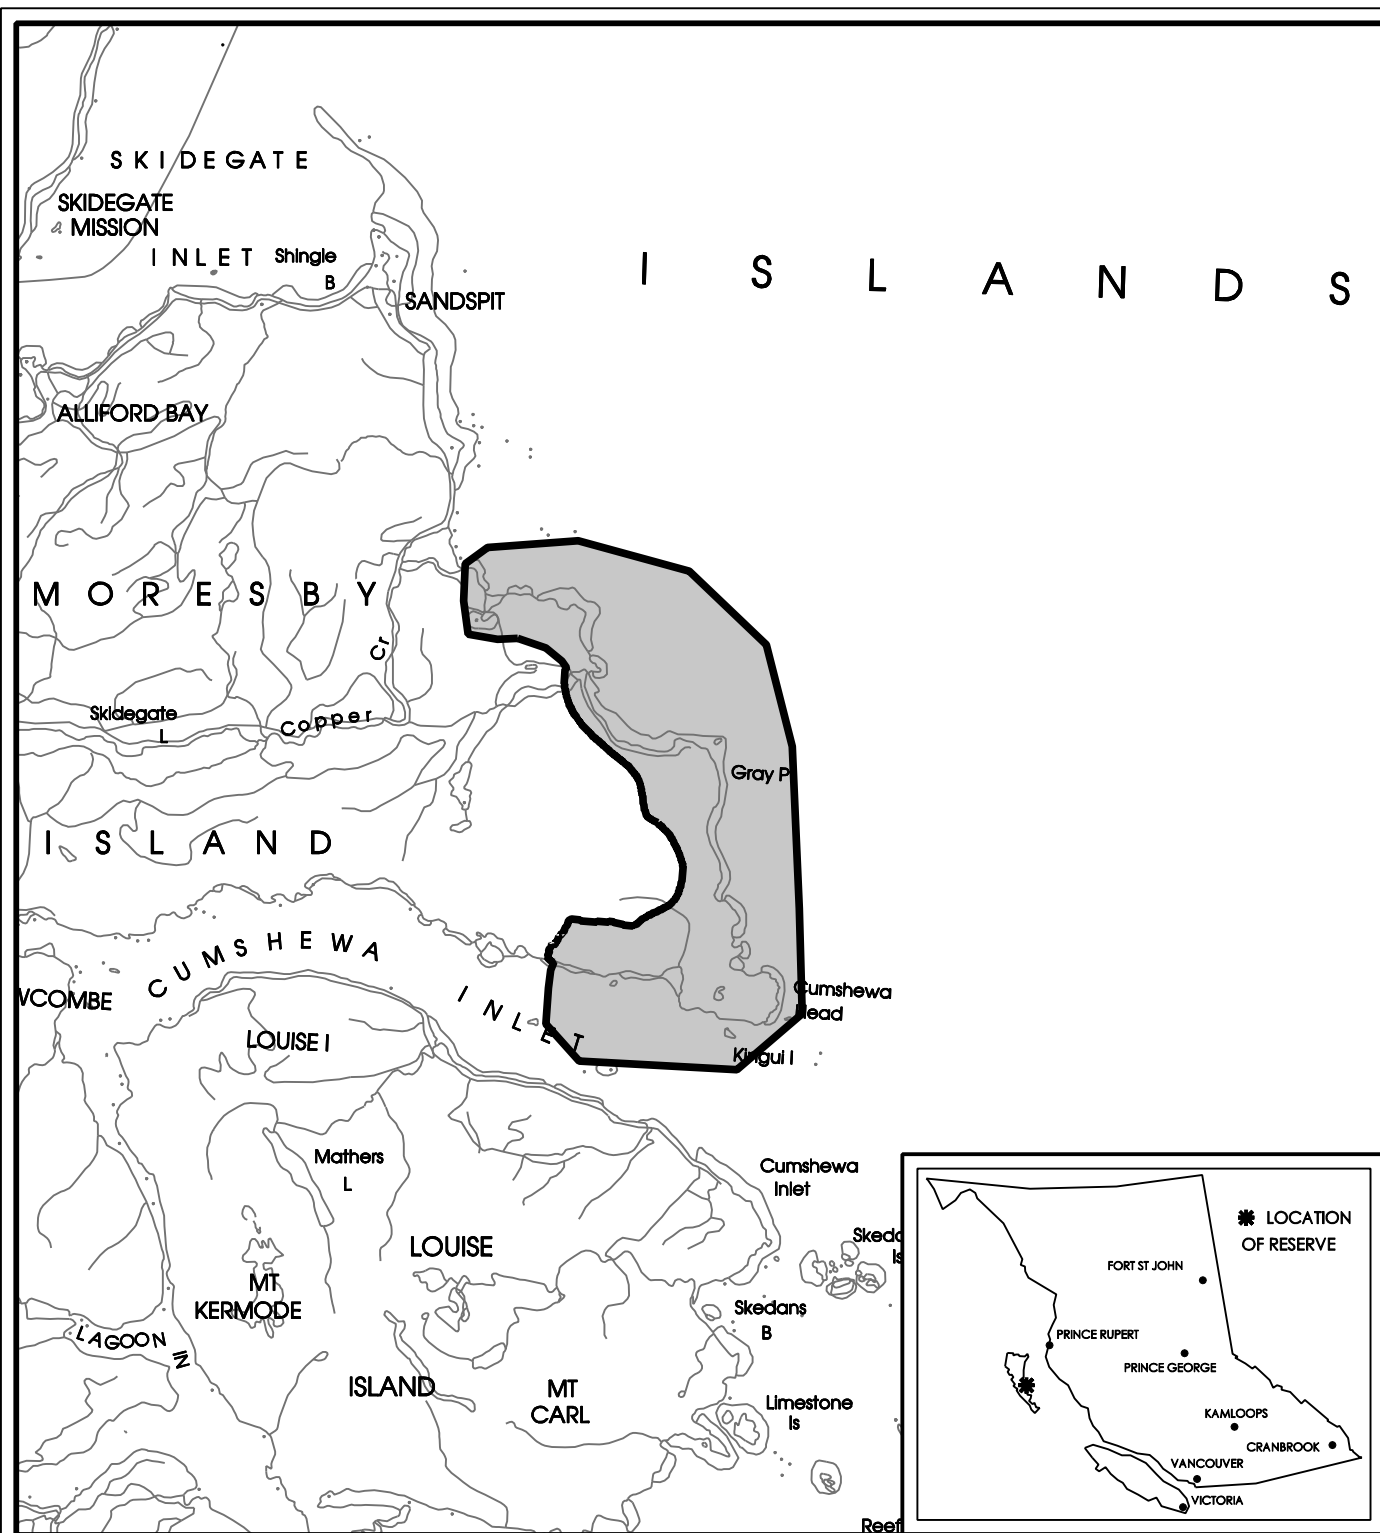 SKIDEGATE
SKIDEGATE
MISSION
INLET
Shingle
B
SANDSPIT
ISLANDS
ALLIFORD BAY
MORESBY
Cr
Skidegate
L
Copper
Gray P
ISLAND
CUMSHEWA
INLET
WCOMBE
Cumshewa
Head
LOUISE I
Kingui I
Mathers
L
Cumshewa
Inlet
LOUISE
MT
KERMODE
Skedans
B
LAGOON
IN
ISLAND
MT
CARL
Limestone
Is
Reef
LOCATION
OF RESERVE
FORT ST JOHN
PRINCE RUPERT
PRINCE GEORGE
KAMLOOPS
CRANBROOK
VANCOUVER
VICTORIA